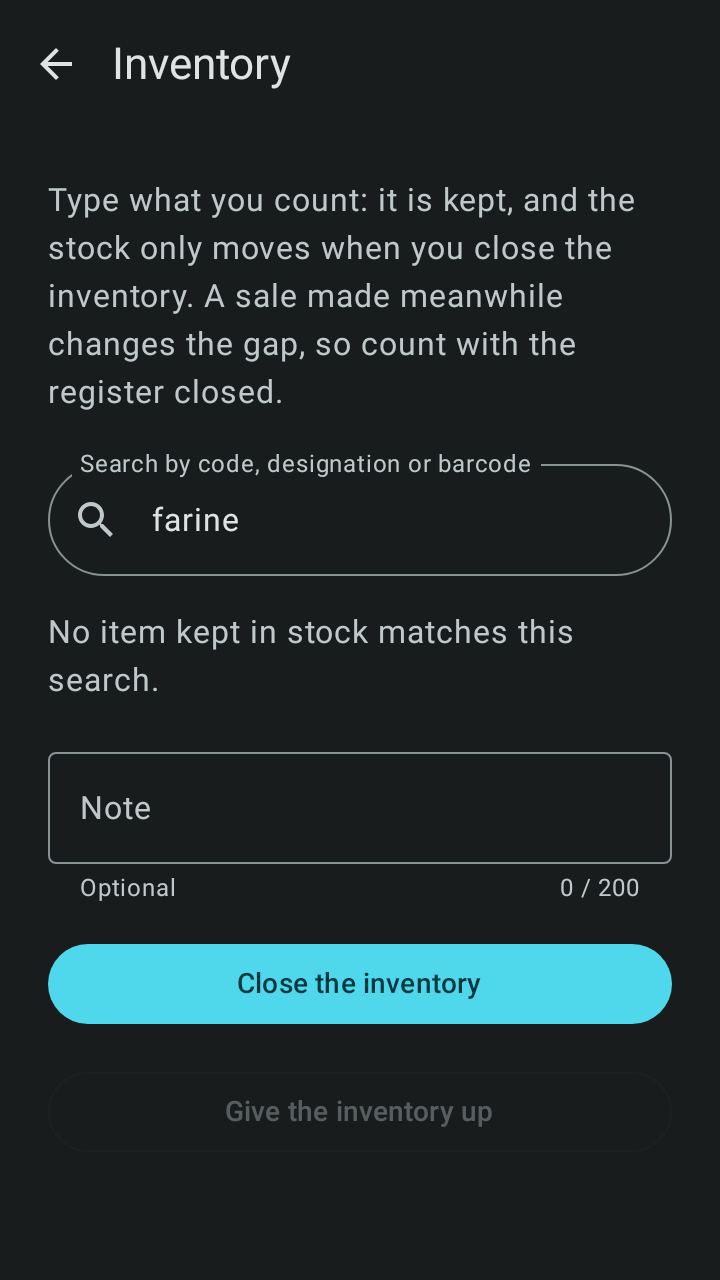 Inventory
Type what you count: it is kept, and the
stock only moves when you close the
inventory. A sale made meanwhile
changes the gap, so count with the
register closed.
Search by code, designation or barcode
farine
No item kept in stock matches this
search.
Note
Optional
0 / 200
Close the inventory
Give the inventory up